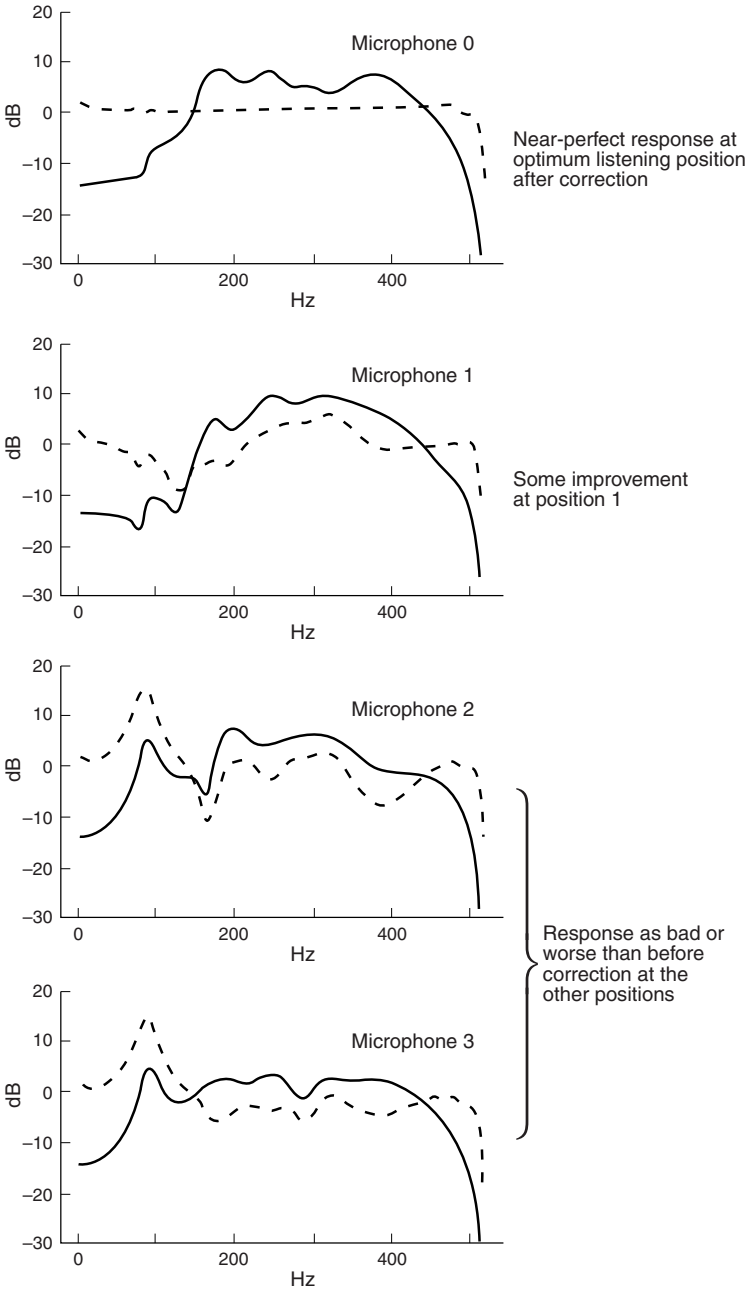 20
10
0
–10
–20
–30
dB
Microphone 0
0 200 400
Hz
Near-perfect response at
optimum listening position
after correction
20
10
0
–10
–20
–30
dB
Microphone 1
0 200 400
Hz
Some improvement
at position 1
20
10
0
–10
–20
–30
dB
Microphone 2
0 200 400
Hz
Response as bad or
worse than before
correction at the
other positions
20
10
0
–10
–20
–30
dB
Microphone 3
0 200 400
Hz